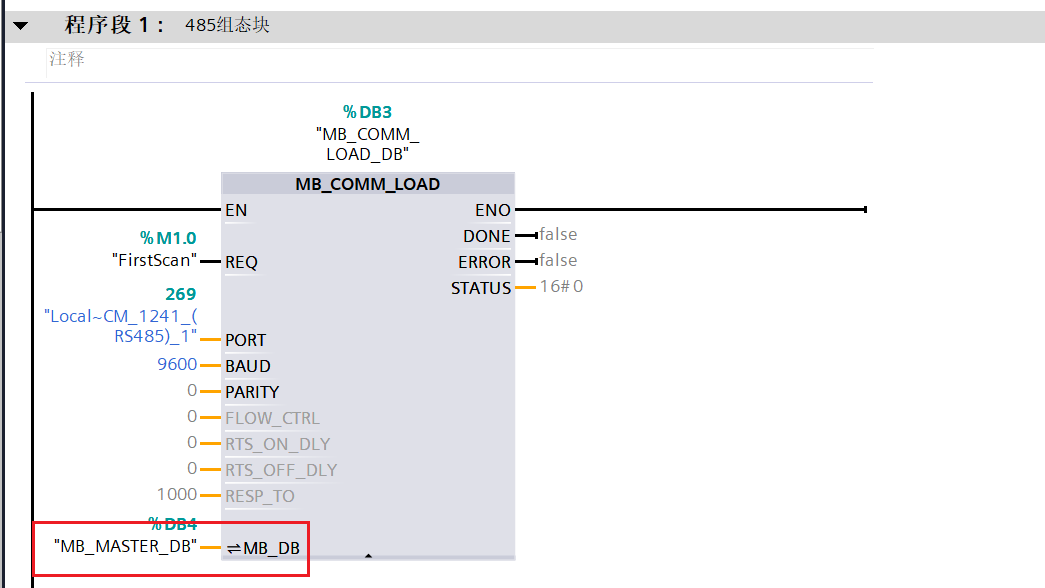 程序段 1： 485组态块
注释
%DB3
"MB_COMM_
LOAD_DB"
MB_COMM_LOAD
EN ENO
DONE false
%M1.0
"FirstScan" REQ ERROR false
STATUS 16#0
269
"Local~CM_1241_(
RS485)_1" PORT
9600 BAUD
0 PARITY
0 FLOW_CTRL
0 RTS_ON_DLY
0 RTS_OFF_DLY
1000 RESP_TO
%DB4
"MB_MASTER_DB" ⇌MB_DB